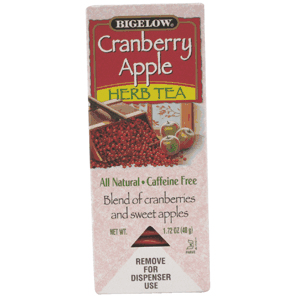 BIGELOW®
Cranberry
Apple
HERB TEA
All Natural • Caffeine Free
Blend of cranberries
and sweet apples
NET WT. 1.72 OZ (48 g)
REMOVE
FOR
DISPENSER
USE